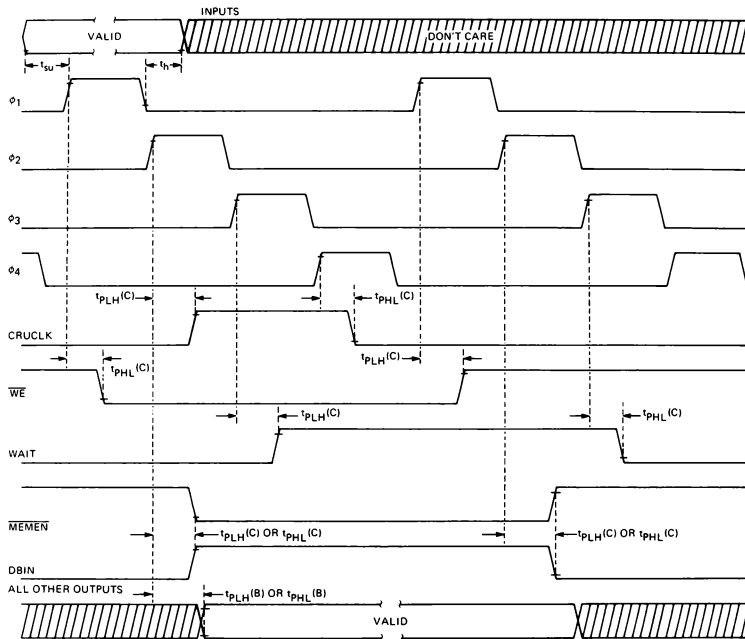 INPUTS
VALID
DON'T CARE
tsu
th
ϕ1
ϕ2
ϕ3
ϕ4
tPLH(C)
tPHL(C)
CRUCLK
tPLH(C)
tPHL(C)
WE
tPLH(C)
tPHL(C)
WAIT
MEMEN
tPLH(C) OR tPHL(C)
tPLH(C) OR tPHL(C)
DBIN
ALL OTHER OUTPUTS
tPLH(B) OR tPHL(B)
VALID